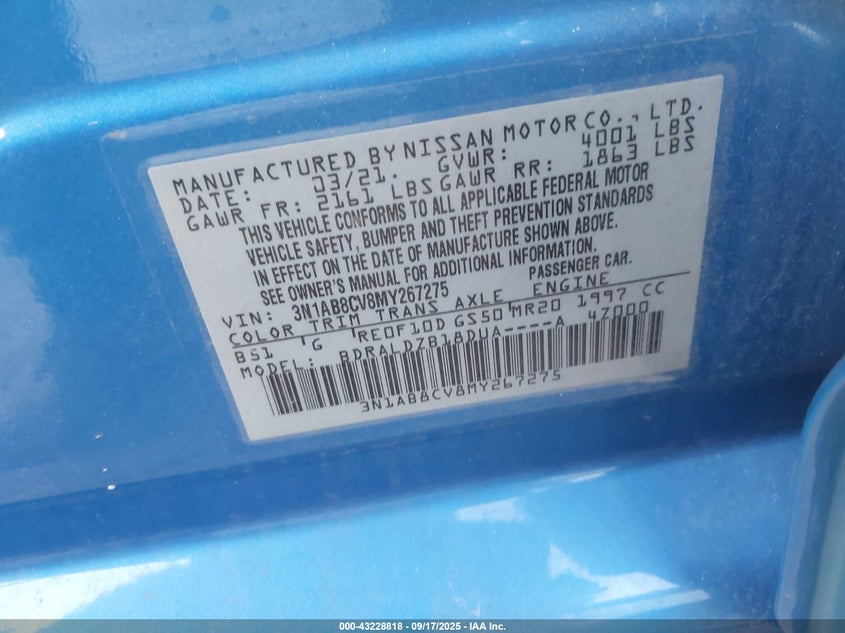 MANUFACTURED BY NISSAN MOTOR CO., LTD.
DATE: 03/21. GVWR: 4001 LBS
GAWR FR: 2161 LBS GAWR RR: 1863 LBS
THIS VEHICLE CONFORMS TO ALL APPLICABLE FEDERAL MOTOR
VEHICLE SAFETY, BUMPER AND THEFT PREVENTION STANDARDS
IN EFFECT ON THE DATE OF MANUFACTURE SHOWN ABOVE.
SEE OWNER'S MANUAL FOR ADDITIONAL INFORMATION.
VIN: 3N1AB8CV8MY267275 PASSENGER CAR.
COLOR TRIM TRANS AXLE ENGINE
B51 G RE0F10D GS50 MR20 1997 CC
MODEL: BDRALDZB18DUA----A 4Z000
3N1AB8CV8MY267275
000-43228818 - 09/17/2025 - IAA Inc.